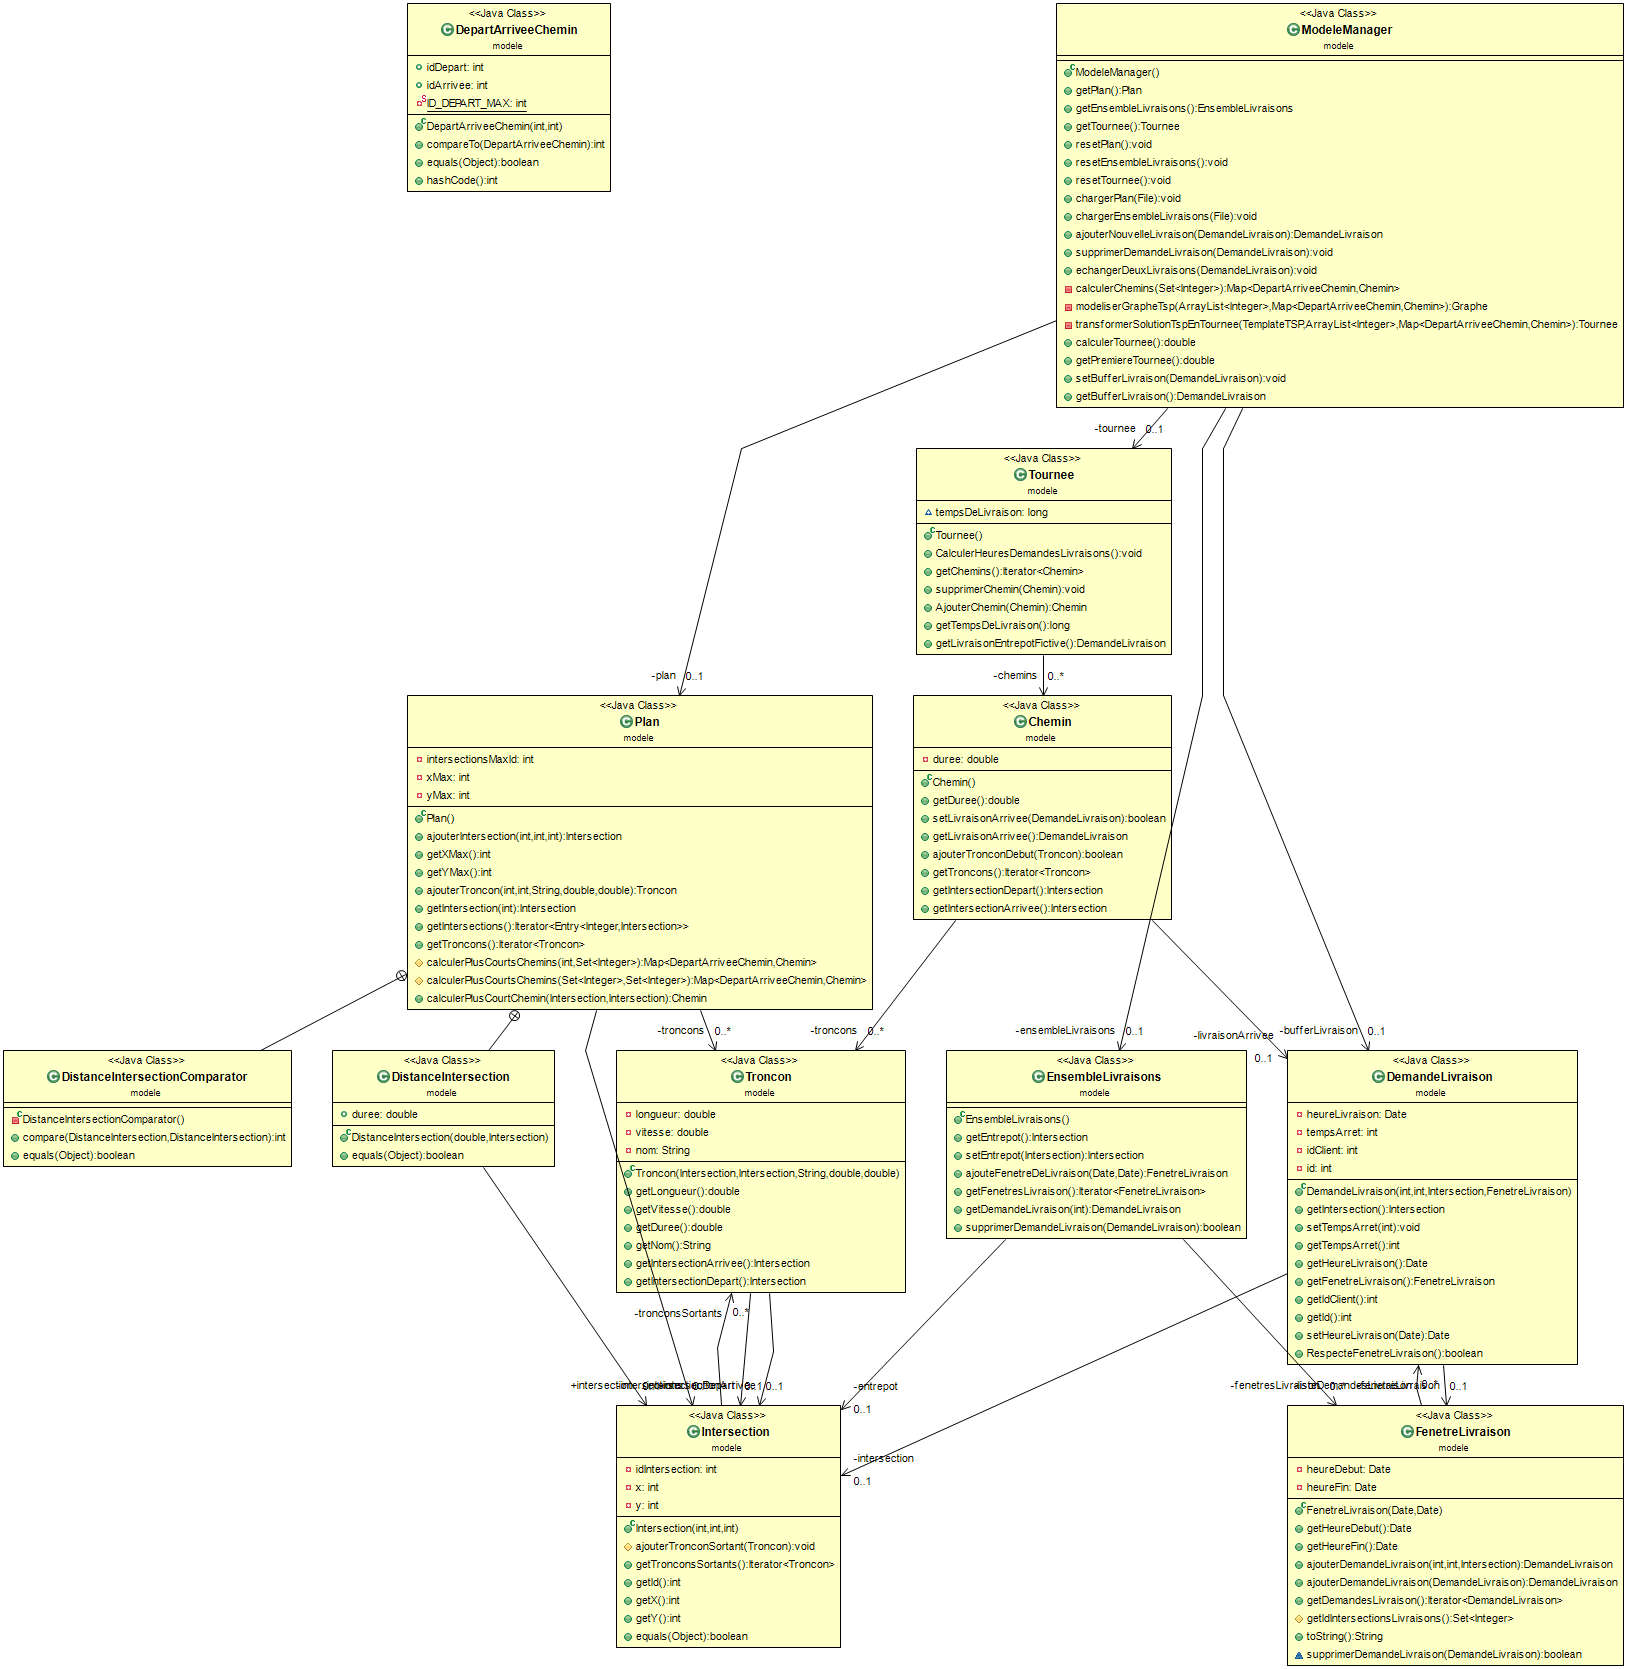 <<Java Class>>
DepartArriveeChemin
modele
idDepart: int
idArrivee: int
ID_DEPART_MAX: int
DepartArriveeChemin(int,int)
compareTo(DepartArriveeChemin):int
equals(Object):boolean
hashCode():int
<<Java Class>>
ModeleManager
modele
ModeleManager()
getPlan():Plan
getEnsembleLivraisons():EnsembleLivraisons
getTournee():Tournee
resetPlan():void
resetEnsembleLivraisons():void
resetTournee():void
chargerPlan(File):void
chargerEnsembleLivraisons(File):void
ajouterNouvelleLivraison(DemandeLivraison):DemandeLivraison
supprimerDemandeLivraison(DemandeLivraison):void
echangerDeuxLivraisons(DemandeLivraison):void
calculerChemins(Set<Integer>):Map<DepartArriveeChemin,Chemin>
modeliserGrapheTsp(ArrayList<Integer>,Map<DepartArriveeChemin,Chemin>):Graphe
transformerSolutionTspEnTournee(TemplateTSP,ArrayList<Integer>,Map<DepartArriveeChemin,Chemin>):Tournee
calculerTournee():double
getPremiereTournee():double
setBufferLivraison(DemandeLivraison):void
getBufferLivraison():DemandeLivraison
-tournee 0..1
<<Java Class>>
Tournee
modele
tempsDeLivraison: long
Tournee()
CalculerHeuresDemandesLivraisons():void
getChemins():Iterator<Chemin>
supprimerChemin(Chemin):void
AjouterChemin(Chemin):Chemin
getTempsDeLivraison():long
getLivraisonEntrepotFictive():DemandeLivraison
-plan 0..1
-chemins 0..*
<<Java Class>>
Plan
modele
intersectionsMaxId: int
xMax: int
yMax: int
Plan()
ajouterIntersection(int,int,int):Intersection
getXMax():int
getYMax():int
ajouterTroncon(int,int,String,double,double):Troncon
getIntersection(int):Intersection
getIntersections():Iterator<Entry<Integer,Intersection>>
getTroncons():Iterator<Troncon>
calculerPlusCourtsChemins(int,Set<Integer>):Map<DepartArriveeChemin,Chemin>
calculerPlusCourtsChemins(Set<Integer>,Set<Integer>):Map<DepartArriveeChemin,Chemin>
calculerPlusCourtChemin(Intersection,Intersection):Chemin
<<Java Class>>
Chemin
modele
duree: double
Chemin()
getDuree():double
setLivraisonArrivee(DemandeLivraison):boolean
getLivraisonArrivee():DemandeLivraison
ajouterTronconDebut(Troncon):boolean
getTroncons():Iterator<Troncon>
getIntersectionDepart():Intersection
getIntersectionArrivee():Intersection
-troncons 0..*
-troncons 0..*
-ensembleLivraisons 0..1
-livraisonArrivee
0..1
-bufferLivraison 0..1
<<Java Class>>
DistanceIntersectionComparator
modele
DistanceIntersectionComparator()
compare(DistanceIntersection,DistanceIntersection):int
equals(Object):boolean
<<Java Class>>
DistanceIntersection
modele
duree: double
DistanceIntersection(double,Intersection)
equals(Object):boolean
<<Java Class>>
Troncon
modele
longueur: double
vitesse: double
nom: String
Troncon(Intersection,Intersection,String,double,double)
getLongueur():double
getVitesse():double
getDuree():double
getNom():String
getIntersectionArrivee():Intersection
getIntersectionDepart():Intersection
<<Java Class>>
EnsembleLivraisons
modele
EnsembleLivraisons()
getEntrepot():Intersection
setEntrepot(Intersection):Intersection
ajouteFenetreDeLivraison(Date,Date):FenetreLivraison
getFenetresLivraison():Iterator<FenetreLivraison>
getDemandeLivraison(int):DemandeLivraison
supprimerDemandeLivraison(DemandeLivraison):boolean
<<Java Class>>
DemandeLivraison
modele
heureLivraison: Date
tempsArret: int
idClient: int
id: int
DemandeLivraison(int,int,Intersection,FenetreLivraison)
getIntersection():Intersection
setTempsArret(int):void
getTempsArret():int
getHeureLivraison():Date
getFenetreLivraison():FenetreLivraison
getIdClient():int
getId():int
setHeureLivraison(Date):Date
RespecteFenetreLivraison():boolean
-tronconsSortants 0..*
+intersection
0..1
-entrepot
0..1
-intersection
0..1
-fenetresLivraison
0..1
<<Java Class>>
Intersection
modele
idIntersection: int
x: int
y: int
Intersection(int,int,int)
ajouterTronconSortant(Troncon):void
getTronconsSortants():Iterator<Troncon>
getId():int
getX():int
getY():int
equals(Object):boolean
<<Java Class>>
FenetreLivraison
modele
heureDebut: Date
heureFin: Date
FenetreLivraison(Date,Date)
getHeureDebut():Date
getHeureFin():Date
ajouterDemandeLivraison(int,int,Intersection):DemandeLivraison
ajouterDemandeLivraison(DemandeLivraison):DemandeLivraison
getDemandesLivraison():Iterator<DemandeLivraison>
getIdIntersectionsLivraisons():Set<Integer>
toString():String
supprimerDemandeLivraison(DemandeLivraison):boolean